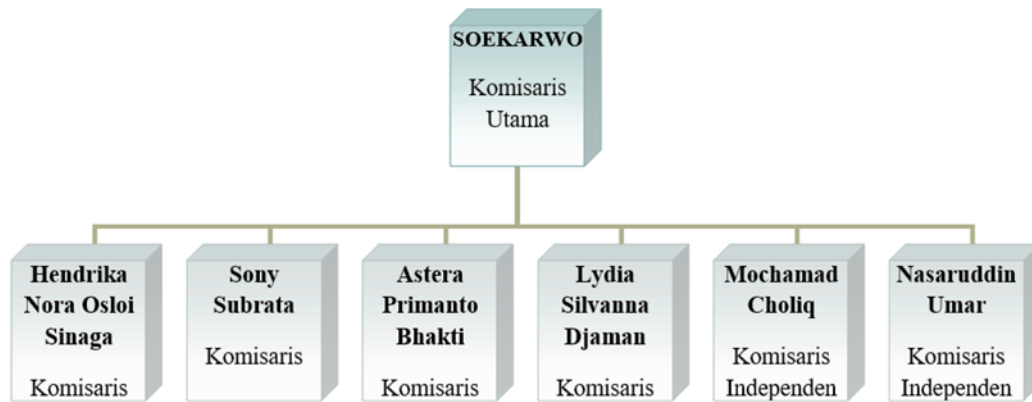 SOEKARWO
Komisaris
Utama
Hendrika
Nora Osloi
Sinaga
Komisaris
Sony
Subrata
Komisaris
Astera
Primanto
Bhakti
Komisaris
Lydia
Silvanna
Djaman
Komisaris
Mochamad
Choliq
Komisaris
Independen
Nasaruddin
Umar
Komisaris
Independen